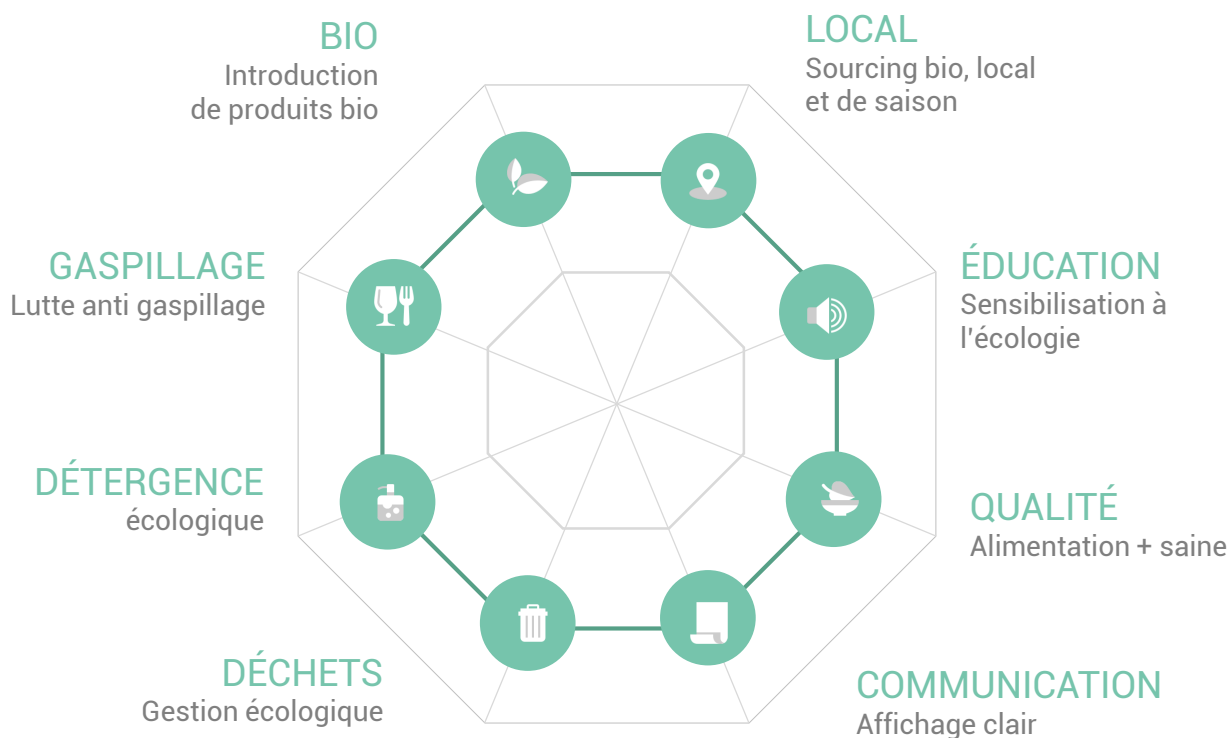 BIO
Introduction
de produits bio
LOCAL
Sourcing bio, local
et de saison
GASPILLAGE
Lutte anti gaspillage
ÉDUCATION
Sensibilisation à
l'écologie
DÉTERGENCE
écologique
QUALITÉ
Alimentation + saine
DÉCHETS
Gestion écologique
COMMUNICATION
Affichage clair